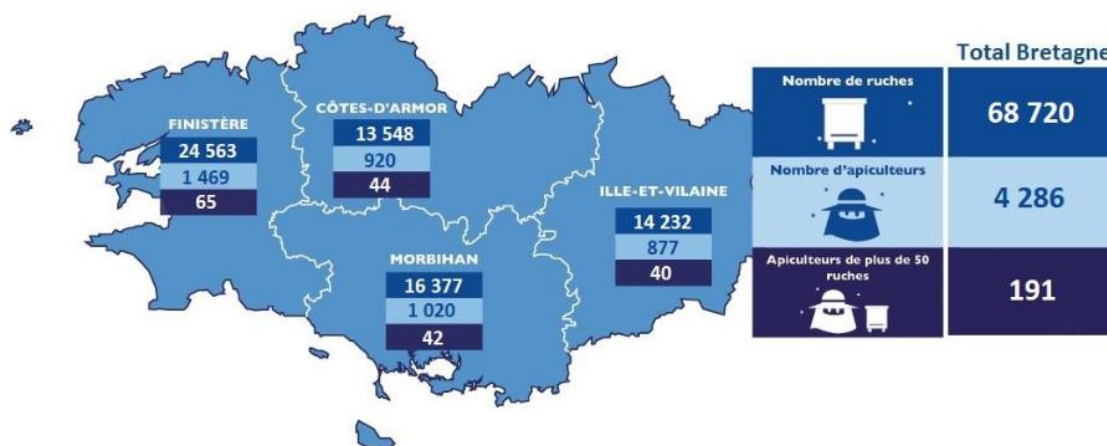 FINISTÈRE
24 563
1 469
65
CÔTES-D'ARMOR
13 548
920
44
MORBIHAN
16 377
1 020
42
ILLE-ET-VILAINE
14 232
877
40
Total Bretagne
Nombre de ruches
68 720
Nombre d'apiculteurs
4 286
Apiculteurs de plus de 50
ruches
191